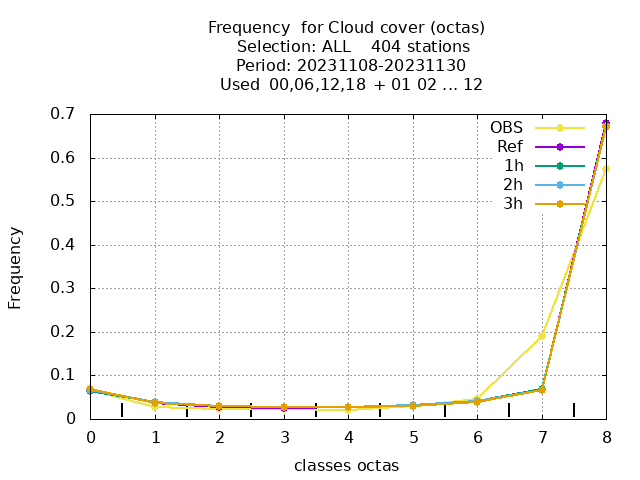 Frequency  for Cloud cover (octas)
Selection: ALL    404 stations
Period: 20231108-20231130
Used  00,06,12,18  + 01 02 ... 12
0.7
0.6
0.5
0.4
0.3
0.2
0.1
0
Frequency
OBS
Ref
1h
2h
3h
0 1 2 3 4 5 6 7 8
classes octas